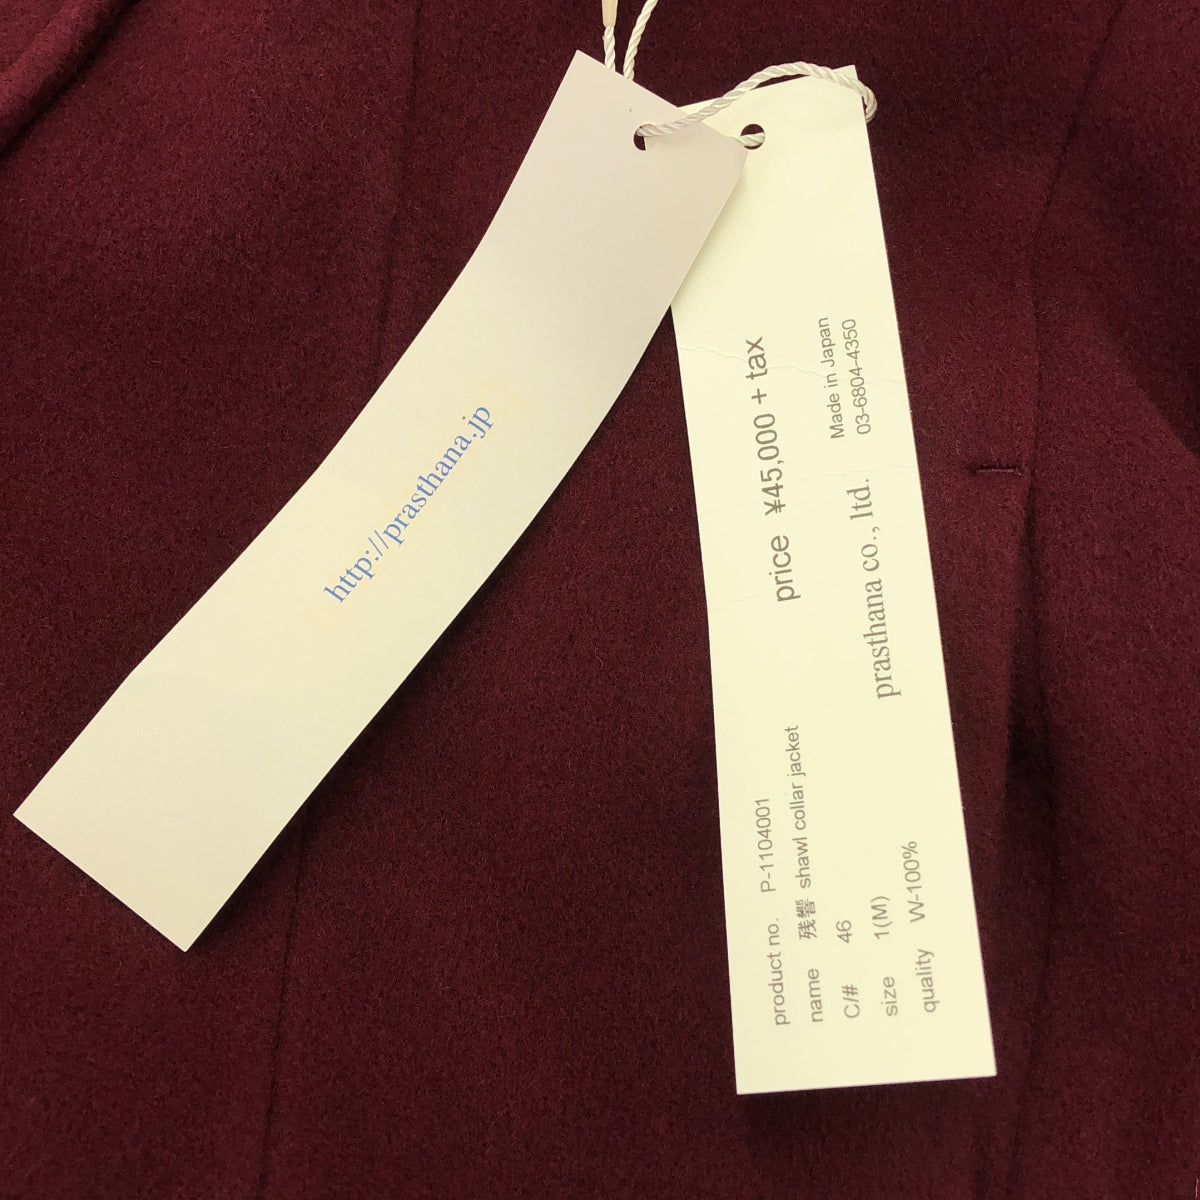 http://prasthana.jp
product no. P-1104001
name 残響 shawl collar jacket
C/# 46
size 1(M)
quality W-100%
price ¥45,000 + tax
prasthana co., ltd.
Made in Japan
03-6804-4350